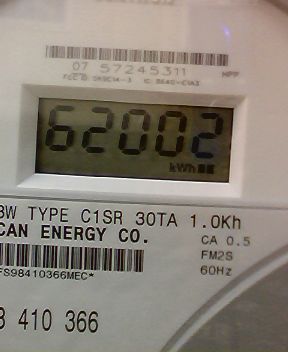 07 57245311
62002
kWh
3W TYPE C1SR 30TA 1.0Kh
CAN ENERGY CO.
CA 0.5
FM2S
FS98410366MEC*
60Hz
3 410 366